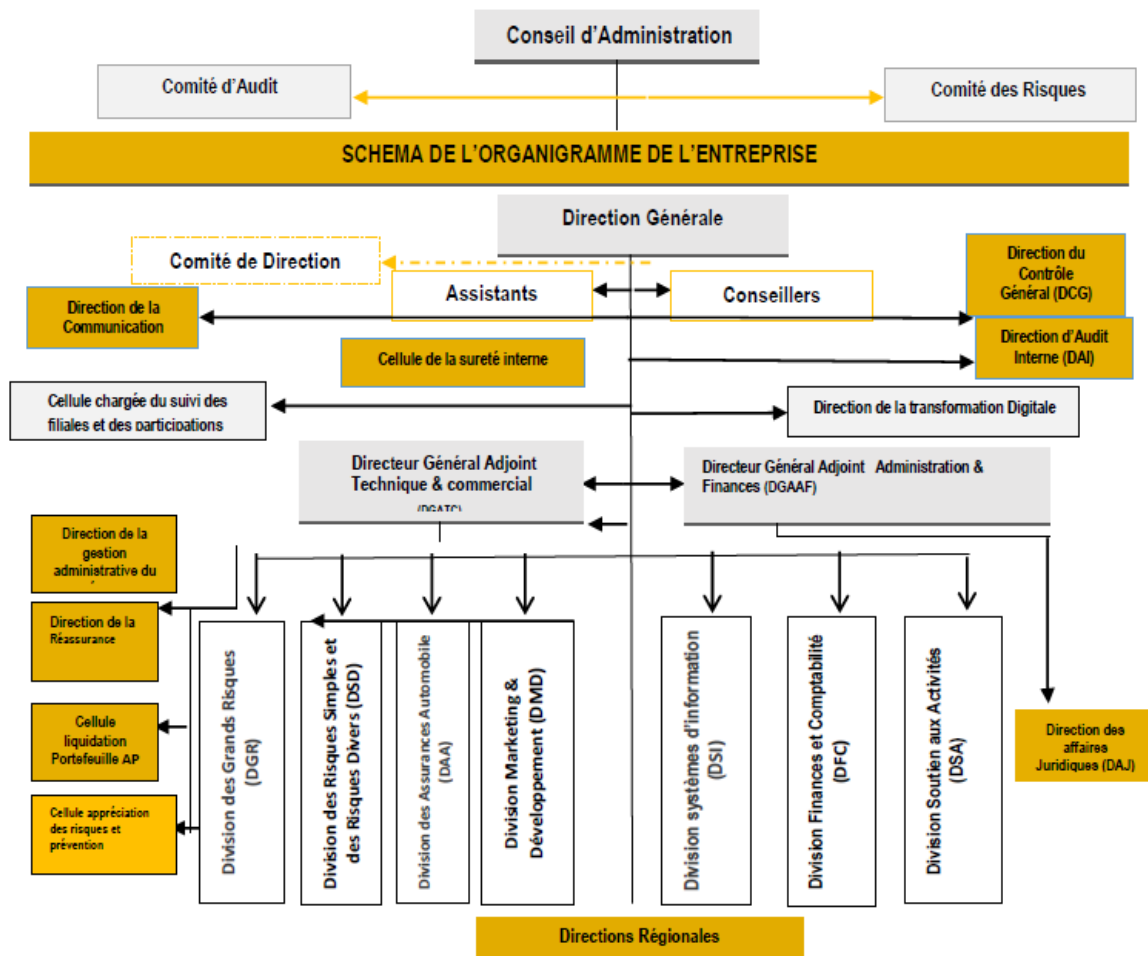 Conseil d'Administration
Comité d'Audit
Comité des Risques
SCHEMA DE L'ORGANIGRAMME DE L'ENTREPRISE
Direction Générale
Comité de Direction
Direction du
Contrôle
Général (DCG)
Assistants
Conseillers
Direction de la
Communication
Cellule de la sureté interne
Direction d'Audit
Interne (DAI)
Cellule chargée du suivi des
filiales et des participations
Direction de la transformation Digitale
Directeur Général Adjoint
Technique & commercial
(DGATC)
Directeur Général Adjoint Administration &
Finances (DGAAF)
Direction de la
gestion
administrative du
Direction de la
Réassurance
Cellule
liquidation
Portefeuille AP
Cellule appréciation
des risques et
prévention
Division des Grands Risques
(DGR)
Division des Risques Simples et
des Risques Divers (DSD)
Division des Assurances Automobile
(DAA)
Division Marketing &
Développement (DMD)
Division systèmes d'information
(DSI)
Division Finances et Comptabilité
(DFC)
Division Soutien aux Activités
(DSA)
Direction des
affaires
Juridiques (DAJ)
Directions Régionales